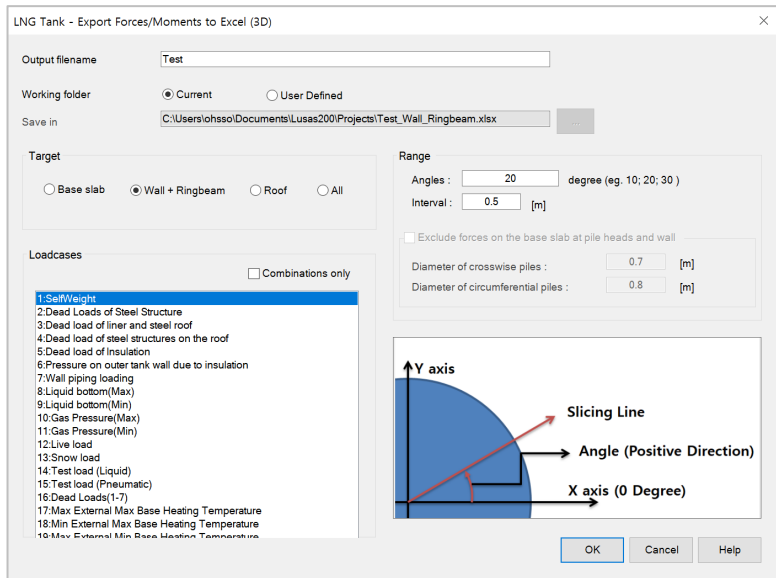 LNG Tank - Export Forces/Moments to Excel (3D)
Output filename
Test
Working folder
Current
User Defined
Save in
C:\Users\ohsso\Documents\Lusas200\Projects\Test_Wall_Ringbeam.xlsx
...
Target
Base slab
Wall + Ringbeam
Roof
All
Range
Angles :
20
degree (eg. 10; 20; 30 )
Interval :
0.5
[m]
Exclude forces on the base slab at pile heads and wall
Diameter of crosswise piles :
0.7
[m]
Diameter of circumferential piles :
0.8
[m]
Loadcases
Combinations only
1:SelfWeight
2:Dead Loads of Steel Structure
3:Dead load of liner and steel roof
4:Dead load of steel structures on the roof
5:Dead load of Insulation
6:Pressure on outer tank wall due to insulation
7:Wall piping loading
8:Liquid bottom(Max)
9:Liquid bottom(Min)
10:Gas Pressure(Max)
11:Gas Pressure(Min)
12:Live load
13:Snow load
14:Test load (Liquid)
15:Test load (Pneumatic)
16:Dead Loads(1-7)
17:Max External Max Base Heating Temperature
18:Min External Max Base Heating Temperature
19:Max External Min Base Heating Temperature
Y axis
Slicing Line
Angle (Positive Direction)
X axis (0 Degree)
OK
Cancel
Help